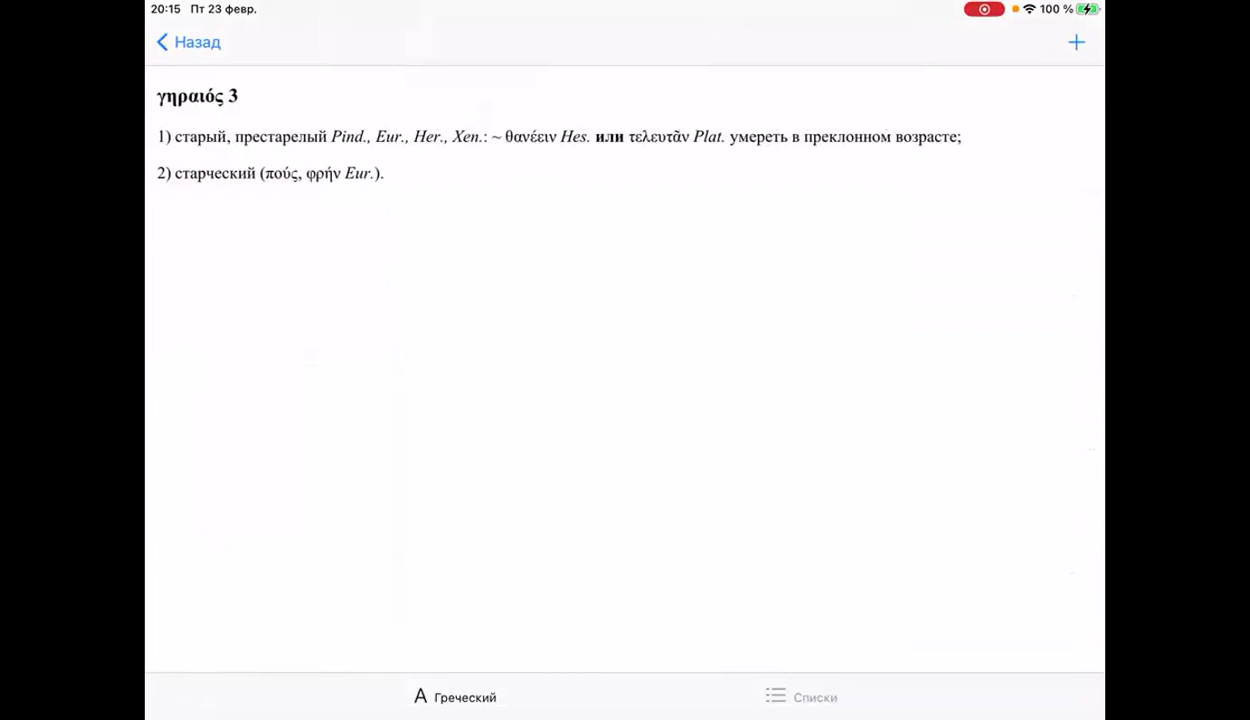 20:15 Пт 23 февр. 100 %
Назад
γηραιός 3
1) старый, престарелый Pind., Eur., Her., Xen.: ~ θανέειν Hes. или τελευτᾶν Plat. умереть в преклонном возрасте;
2) старческий (πούς, φρήν Eur.).
Греческий Списки